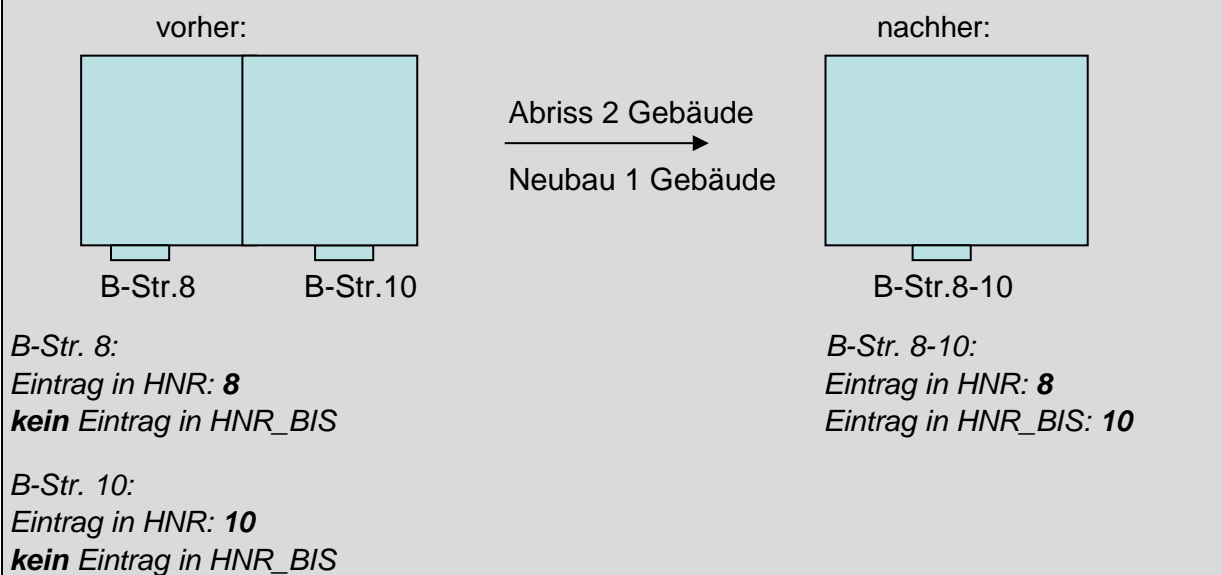 vorher:
nachher:
Abriss 2 Gebäude
Neubau 1 Gebäude
B-Str.8
B-Str.10
B-Str.8-10
B-Str. 8:
Eintrag in HNR: 8
kein Eintrag in HNR_BIS
B-Str. 8-10:
Eintrag in HNR: 8
Eintrag in HNR_BIS: 10
B-Str. 10:
Eintrag in HNR: 10
kein Eintrag in HNR_BIS